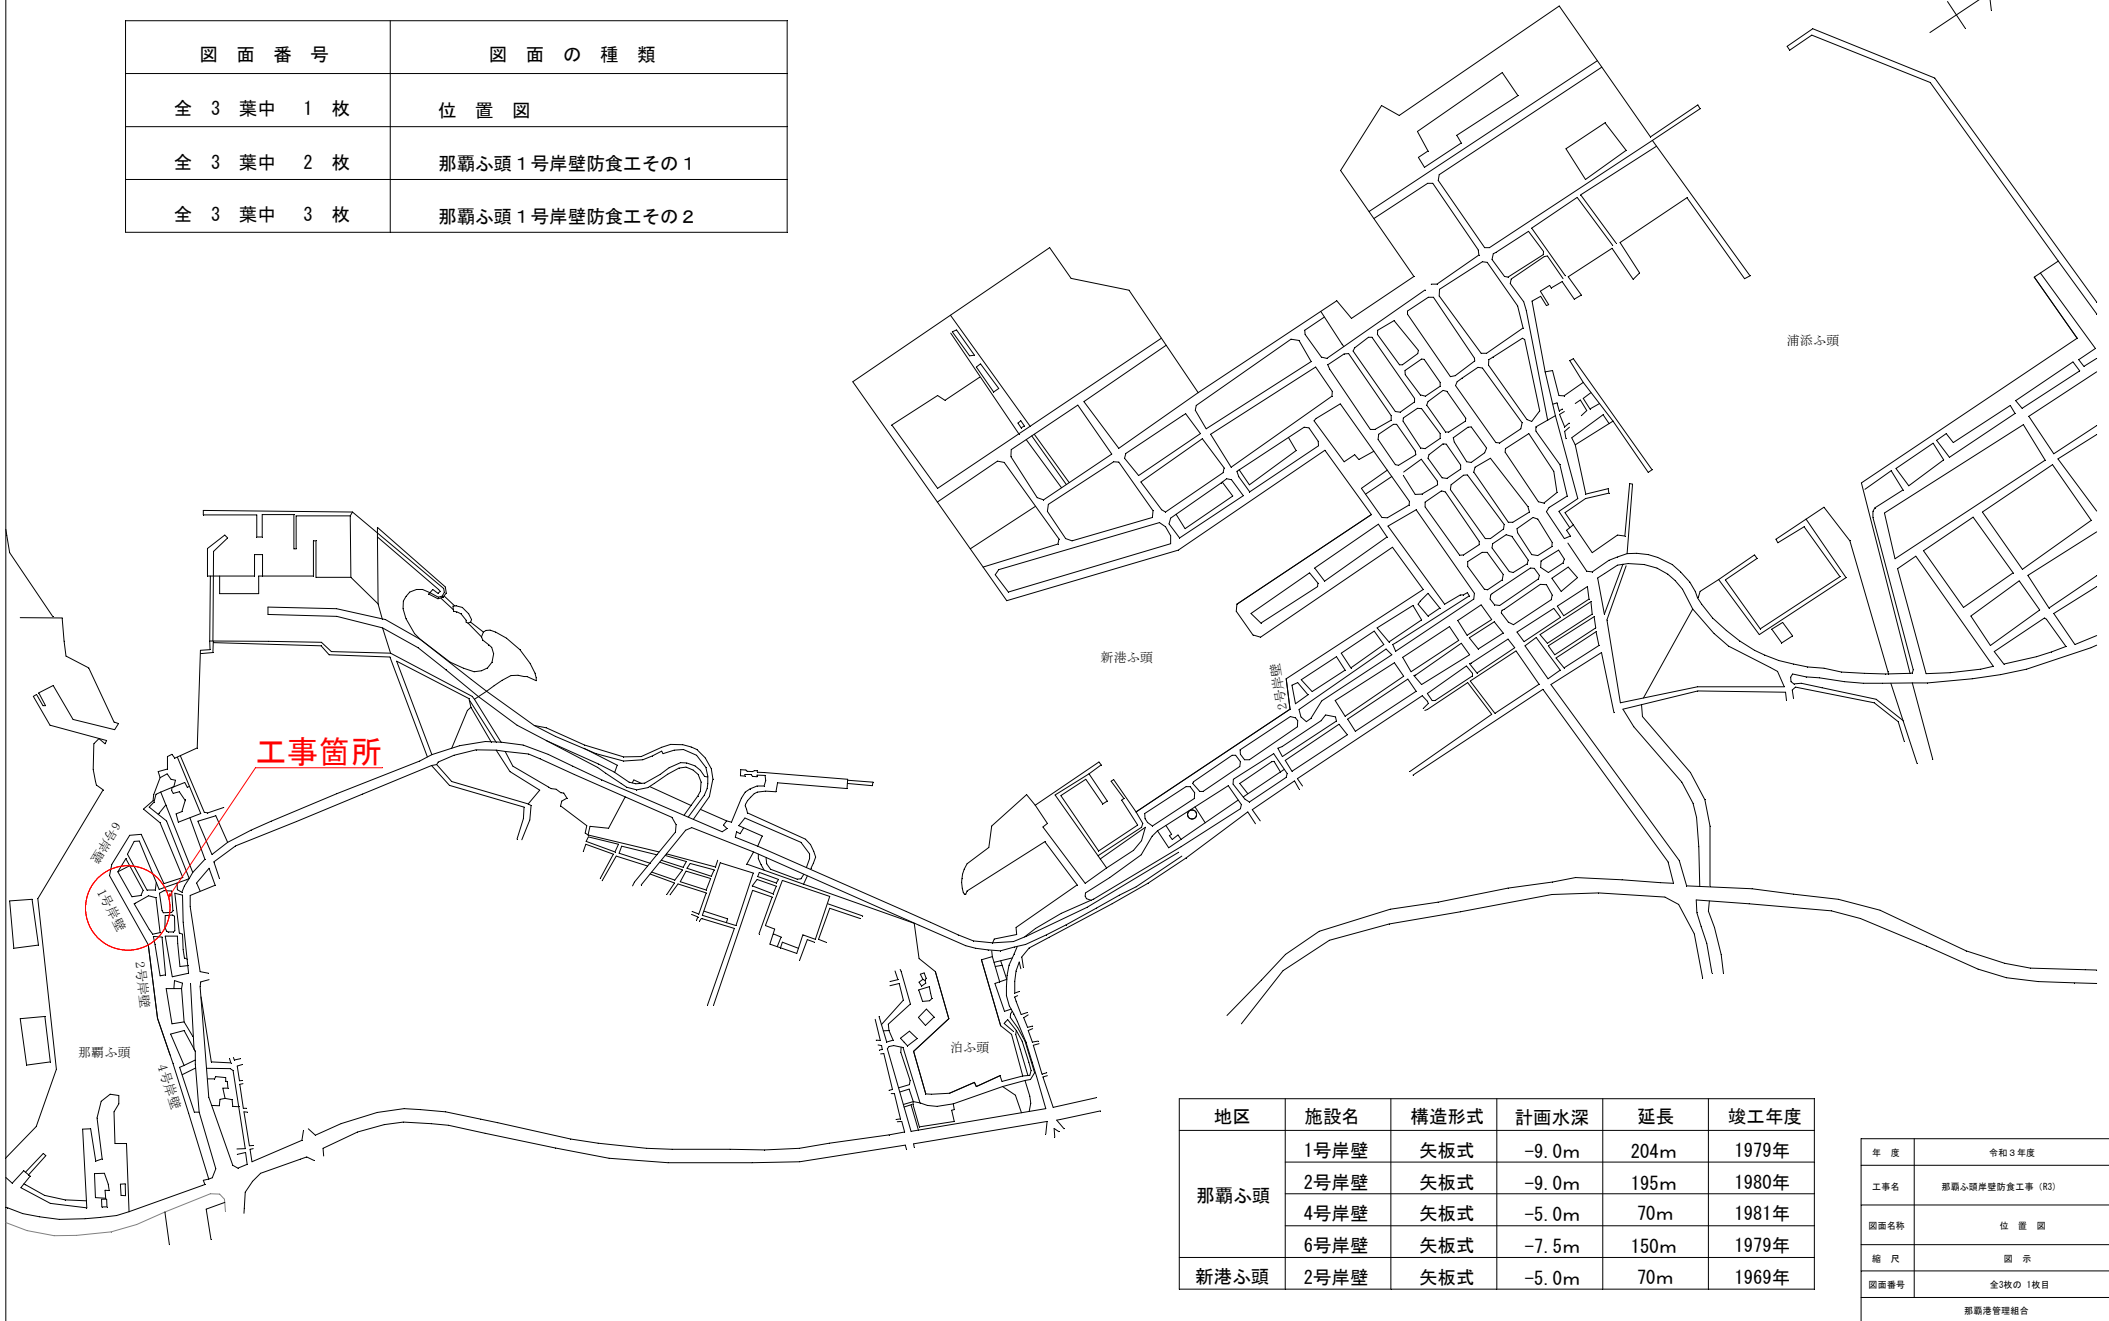 図面番号 図面の種類
全 3 葉中 1 枚 位置図
全 3 葉中 2 枚 那覇ふ頭1号岸壁防食工その1
全 3 葉中 3 枚 那覇ふ頭1号岸壁防食工その2
浦添ふ頭
新港ふ頭
2号岸壁
工事箇所
6号岸壁
1号岸壁
2号岸壁
那覇ふ頭
4号岸壁
泊ふ頭
地区 施設名 構造形式 計画水深 延長 竣工年度
那覇ふ頭 1号岸壁 矢板式 -9.0m 204m 1979年
2号岸壁 矢板式 -9.0m 195m 1980年
4号岸壁 矢板式 -5.0m 70m 1981年
6号岸壁 矢板式 -7.5m 150m 1979年
新港ふ頭 2号岸壁 矢板式 -5.0m 70m 1969年
年度 令和3年度
工事名 那覇ふ頭岸壁防食工事(R3)
図面名称 位置図
縮尺 図示
図面番号 全3枚の 1枚目
那覇港管理組合